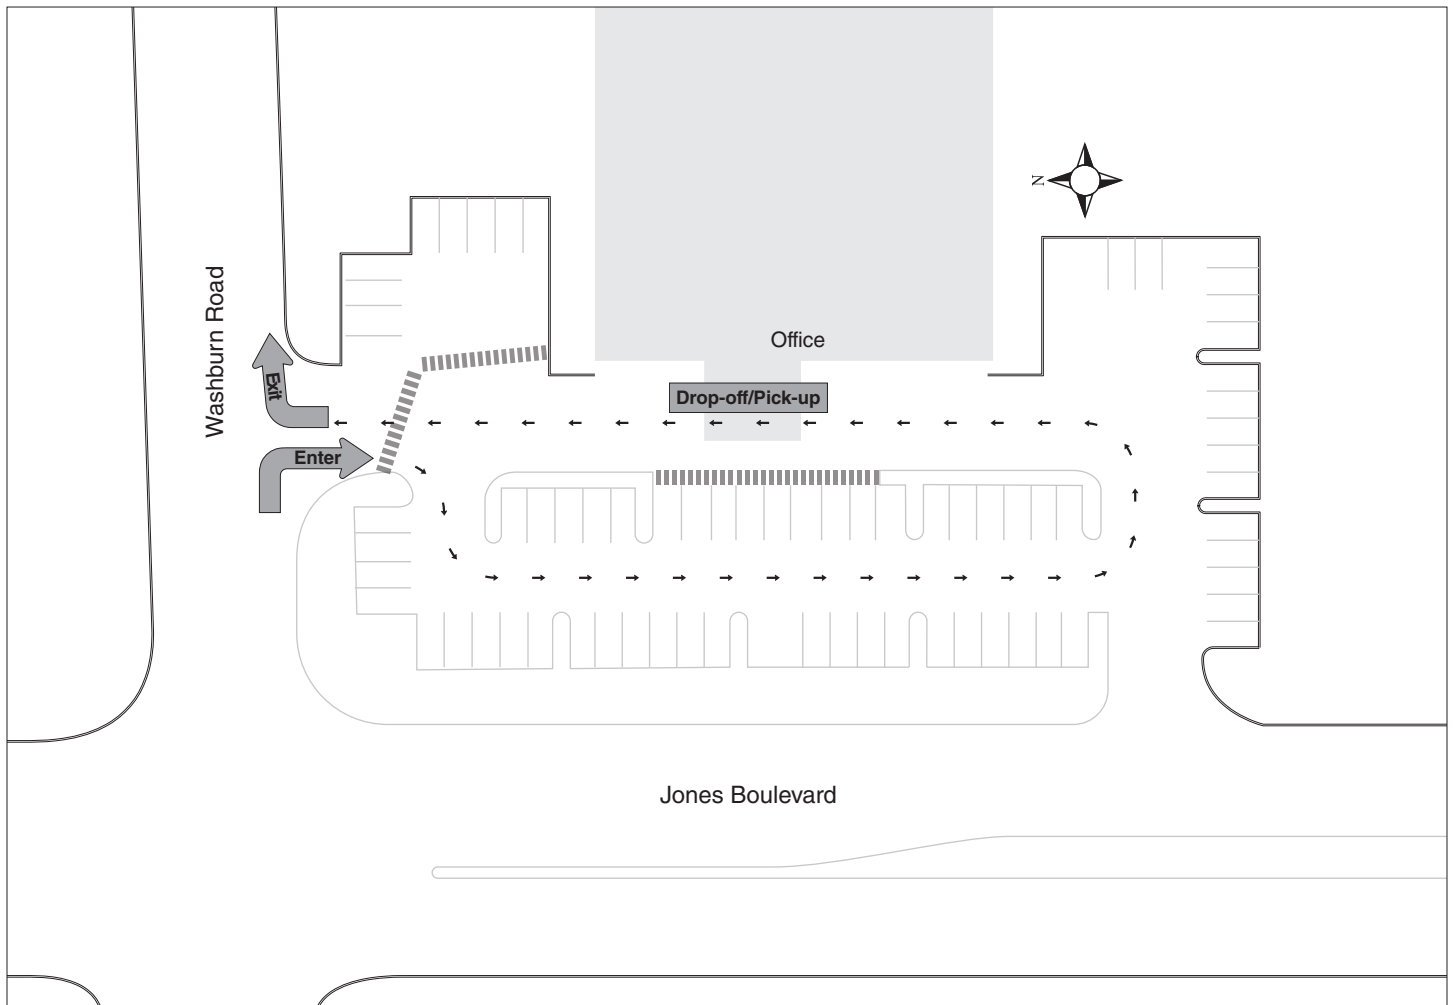 N
Office
Washburn Road
Exit
Drop-off/Pick-up
Enter
Jones Boulevard